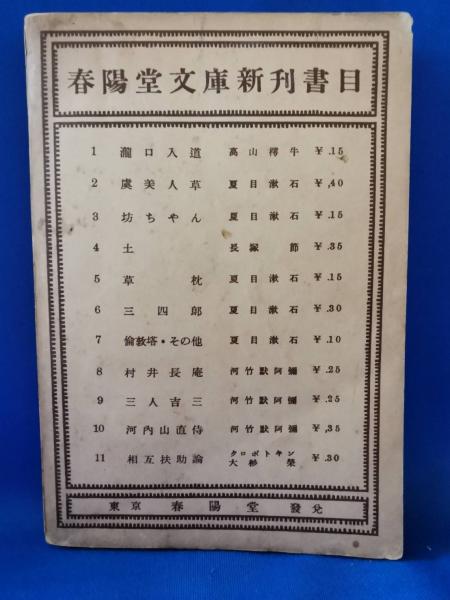 春陽堂文庫新刊書目
1 瀧口入道 高山樗牛 ¥.15
2 虞美人草 夏目漱石 ¥.40
3 坊ちやん 夏目漱石 ¥.15
4 土 長塚節 ¥.35
5 草枕 夏目漱石 ¥.15
6 三四郎 夏目漱石 ¥.30
7 倫敦塔・その他 夏目漱石 ¥.10
8 村井長庵 河竹默阿彌 ¥.25
9 三人吉三 河竹默阿彌 ¥.25
10 河内山直侍 河竹默阿彌 ¥.35
11 相互扶助論 クロポトキン 大杉榮 ¥.30
東京 春陽堂 發兌